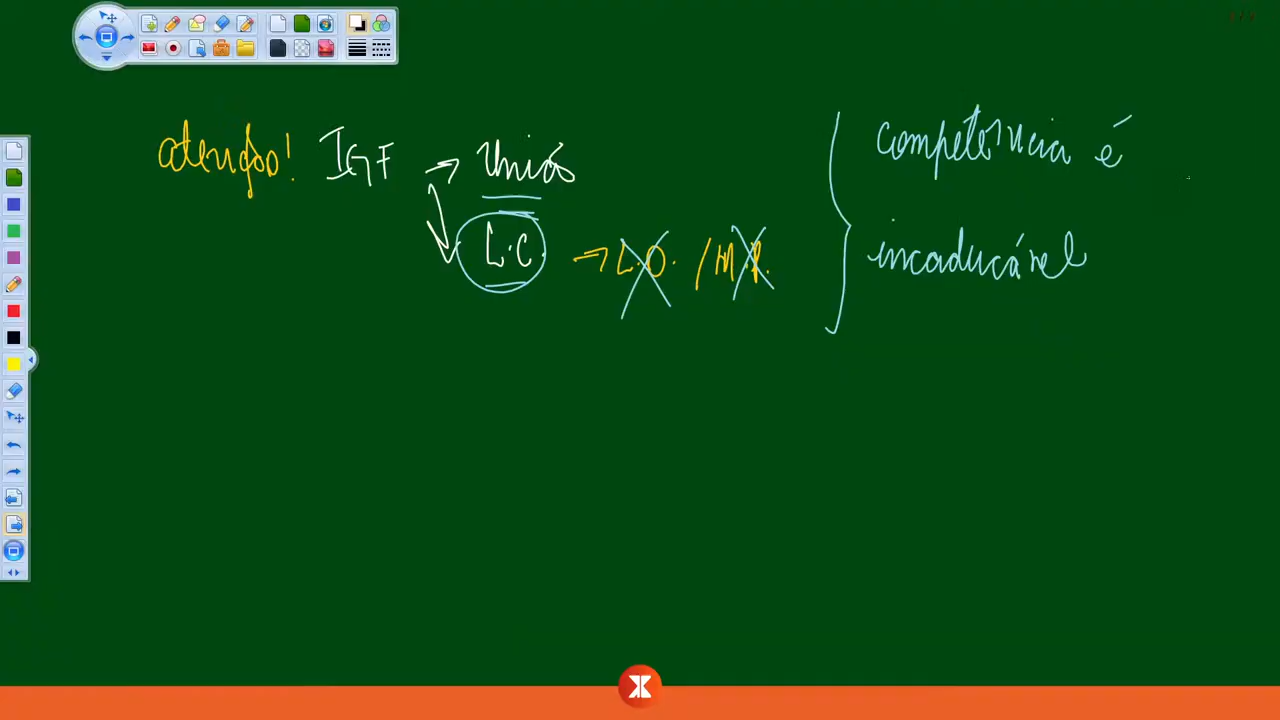 atenção! IGF → União
L.C. → L.O. / M.P.
competência é
incaducável